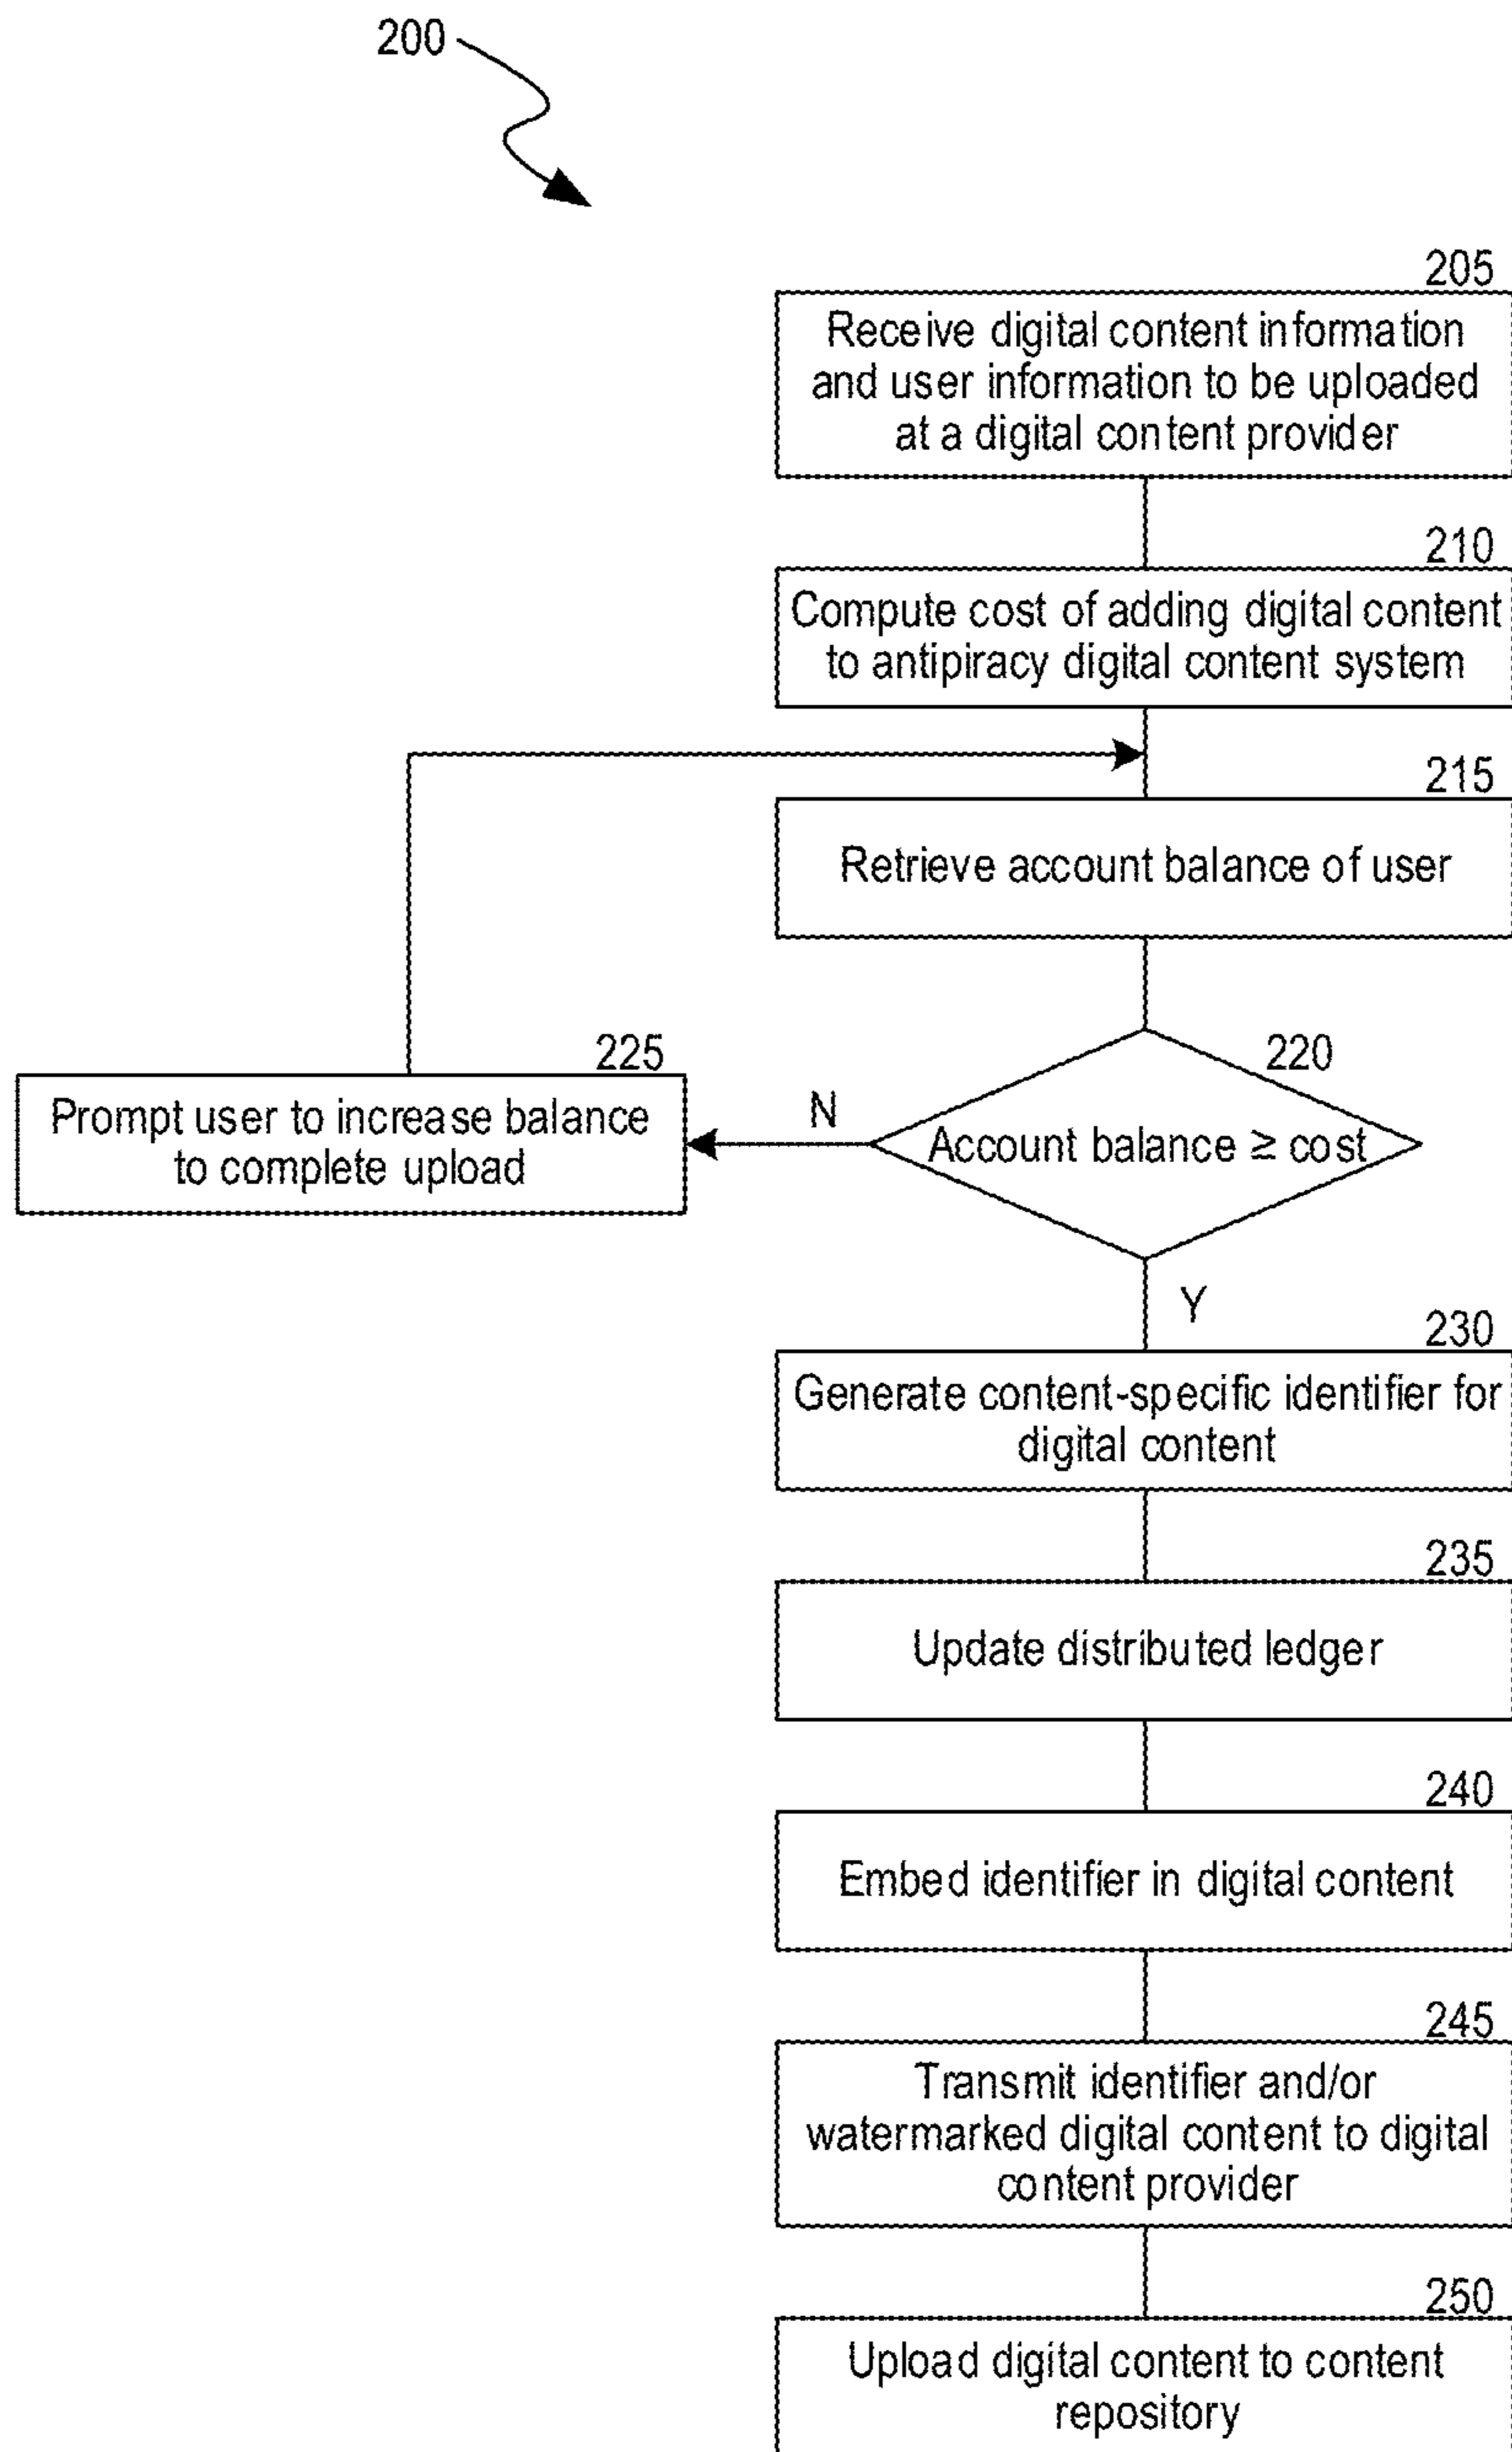 200
205
Receive digital content information
and user information to be uploaded
at a digital content provider
210
Compute cost of adding digital content
to antipiracy digital content system
215
Retrieve account balance of user
220
Account balance ≥ cost
N
225
Prompt user to increase balance
to complete upload
Y
230
Generate content-specific identifier for
digital content
235
Update distributed ledger
240
Embed identifier in digital content
245
Transmit identifier and/or
watermarked digital content to digital
content provider
250
Upload digital content to content
repository